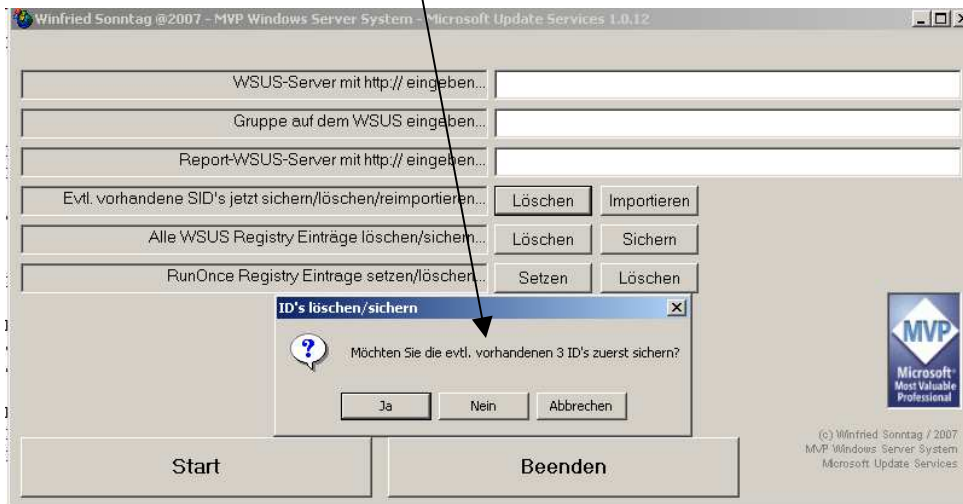 Winfried Sonntag @2007 - MVP Windows Server System - Microsoft Update Services 1.0.12
WSUS-Server mit http:// eingeben...
Gruppe auf dem WSUS eingeben...
Report-WSUS-Server mit http:// eingeben...
Evtl. vorhandene SID's jetzt sichern/löschen/reimportieren...
Löschen
Importieren
Alle WSUS Registry Einträge löschen/sichern...
Löschen
Sichern
RunOnce Registry Eintrage setzen/löschen...
Setzen
Löschen
ID's löschen/sichern
Möchten Sie die evtl. vorhandenen 3 ID's zuerst sichern?
Ja
Nein
Abbrechen
MVP
Microsoft
Most Valuable
Professional
Start
Beenden
(c) Winfried Sonntag / 2007
MVP Windows Server System
Microsoft Update Services